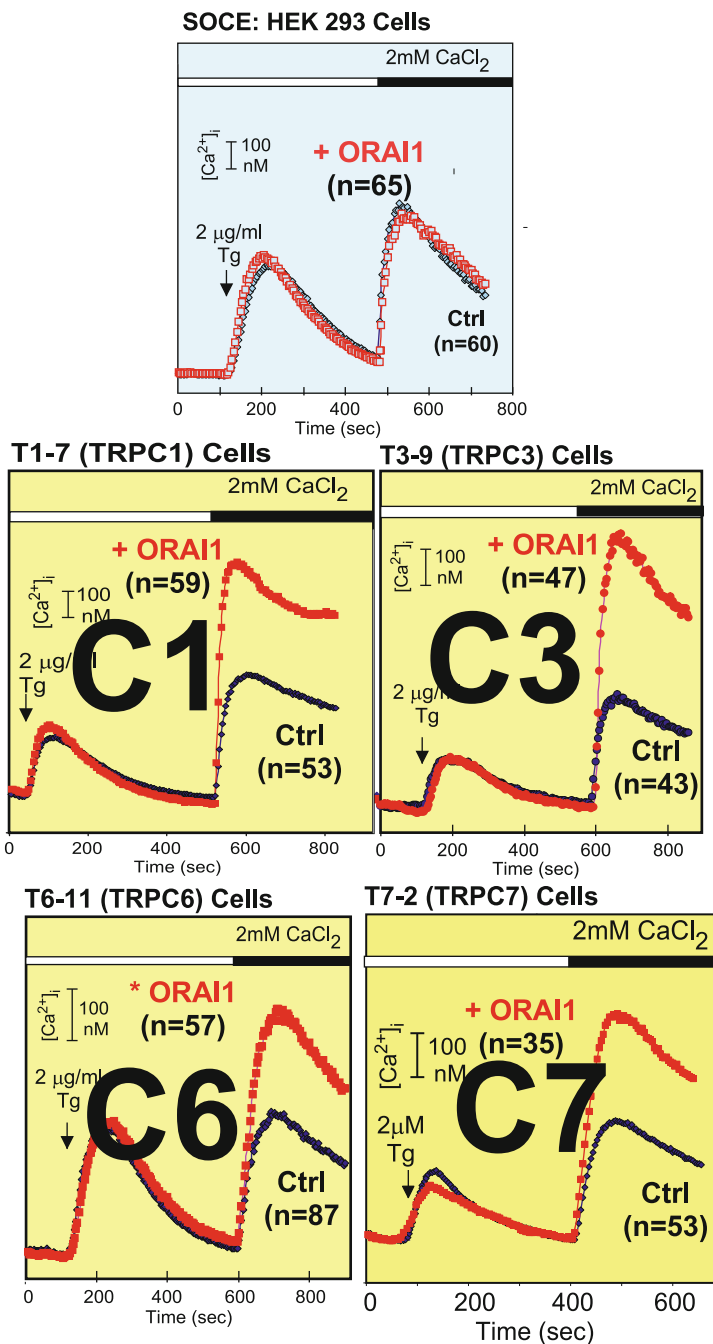 SOCE: HEK 293 Cells
2mM CaCl₂
[Ca²⁺]ᵢ
100
nM
+ ORAI1
(n=65)
2 μg/ml
Tg
Ctrl
(n=60)
0 200 400 600 800
Time (sec)
T1-7 (TRPC1) Cells
2mM CaCl₂
+ ORAI1
(n=59)
[Ca²⁺]ᵢ
100
nM
C1
2 μg/ml
Tg
Ctrl
(n=53)
0 200 400 600 800
Time (sec)
T3-9 (TRPC3) Cells
2mM CaCl₂
[Ca²⁺]ᵢ
100
nM
+ ORAI1
(n=47)
C3
2 μg/m
Tg
Ctrl
(n=43)
0 200 400 600 800
Time (sec)
T6-11 (TRPC6) Cells
2mM CaCl₂
[Ca²⁺]ᵢ
100
nM
* ORAI1
(n=57)
2 μg/ml
Tg
C6
Ctrl
(n=87
0 200 400 600 800
Time (sec)
T7-2 (TRPC7) Cells
2mM CaCl₂
+ ORAI1
[Ca²⁺]ᵢ
100
nM
(n=35)
C7
2μM
Tg
Ctrl
(n=53)
0 200 400 600
Time (sec)